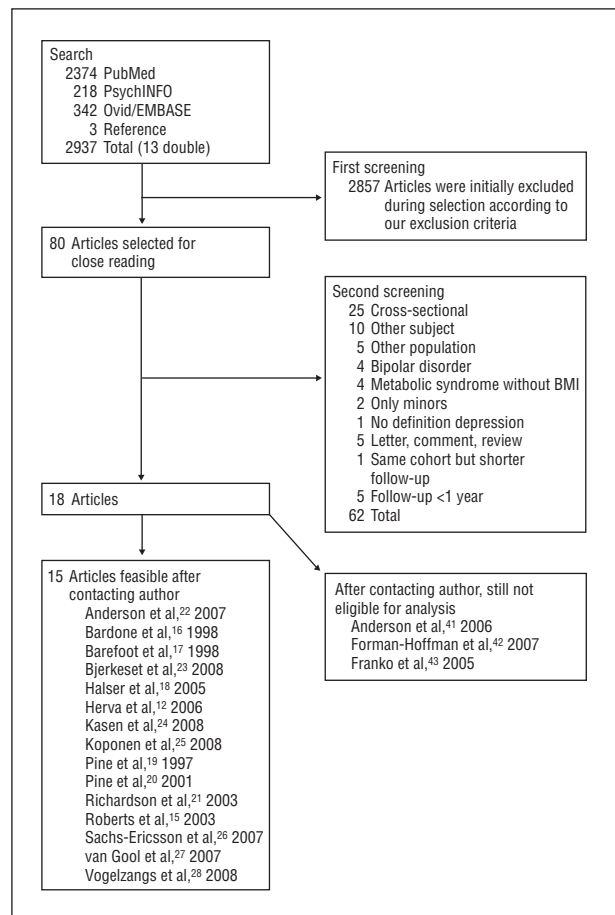 Search
2374 PubMed
218 PsychINFO
342 Ovid/EMBASE
3 Reference
2937 Total (13 double)
First screening
2857 Articles were initially excluded
during selection according to
our exclusion criteria
80 Articles selected for
close reading
Second screening
25 Cross-sectional
10 Other subject
5 Other population
4 Bipolar disorder
4 Metabolic syndrome without BMI
2 Only minors
1 No definition depression
5 Letter, comment, review
1 Same cohort but shorter
follow-up
5 Follow-up <1 year
62 Total
18 Articles
15 Articles feasible after
contacting author
Anderson et al,²² 2007
Bardone et al,¹⁶ 1998
Barefoot et al,¹⁷ 1998
Bjerkeset et al,²³ 2008
Halser et al,¹⁸ 2005
Herva et al,¹² 2006
Kasen et al,²⁴ 2008
Koponen et al,²⁵ 2008
Pine et al,¹⁹ 1997
Pine et al,²⁰ 2001
Richardson et al,²¹ 2003
Roberts et al,¹⁵ 2003
Sachs-Ericsson et al,²⁶ 2007
van Gool et al,²⁷ 2007
Vogelzangs et al,²⁸ 2008
After contacting author, still not
eligible for analysis
Anderson et al,⁴¹ 2006
Forman-Hoffman et al,⁴² 2007
Franko et al,⁴³ 2005